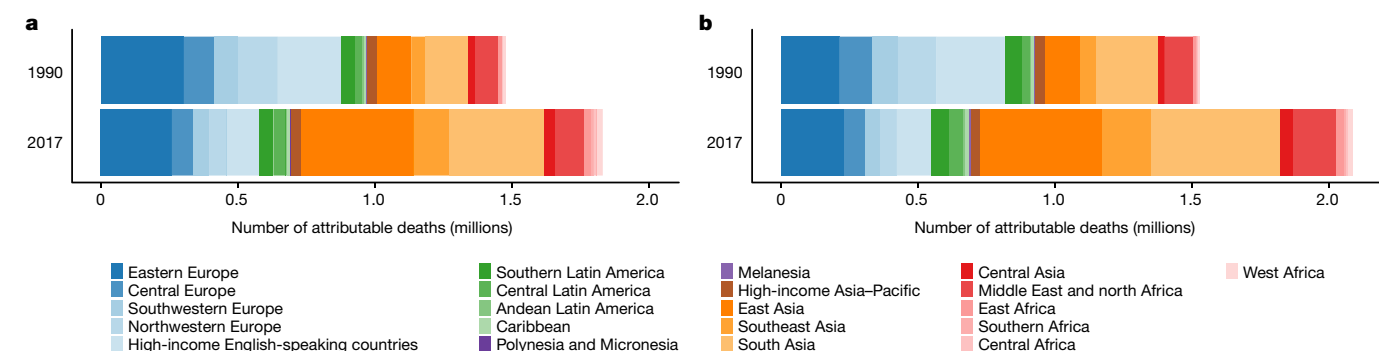 a
1990
2017
0 0.5 1.0 1.5 2.0
Number of attributable deaths (millions)
b
1990
2017
0 0.5 1.0 1.5 2.0
Number of attributable deaths (millions)
Eastern Europe
Central Europe
Southwestern Europe
Northwestern Europe
High-income English-speaking countries
Southern Latin America
Central Latin America
Andean Latin America
Caribbean
Polynesia and Micronesia
Melanesia
High-income Asia–Pacific
East Asia
Southeast Asia
South Asia
Central Asia
Middle East and north Africa
East Africa
Southern Africa
Central Africa
West Africa